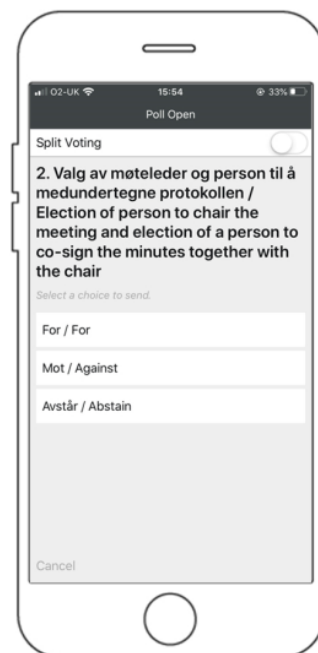 O2-UK 15:54 33%
Poll Open
Split Voting
2. Valg av møteleder og person til å
medundertegne protokollen /
Election of person to chair the
meeting and election of a person to
co-sign the minutes together with
the chair
Select a choice to send.
For / For
Mot / Against
Avstår / Abstain
Cancel